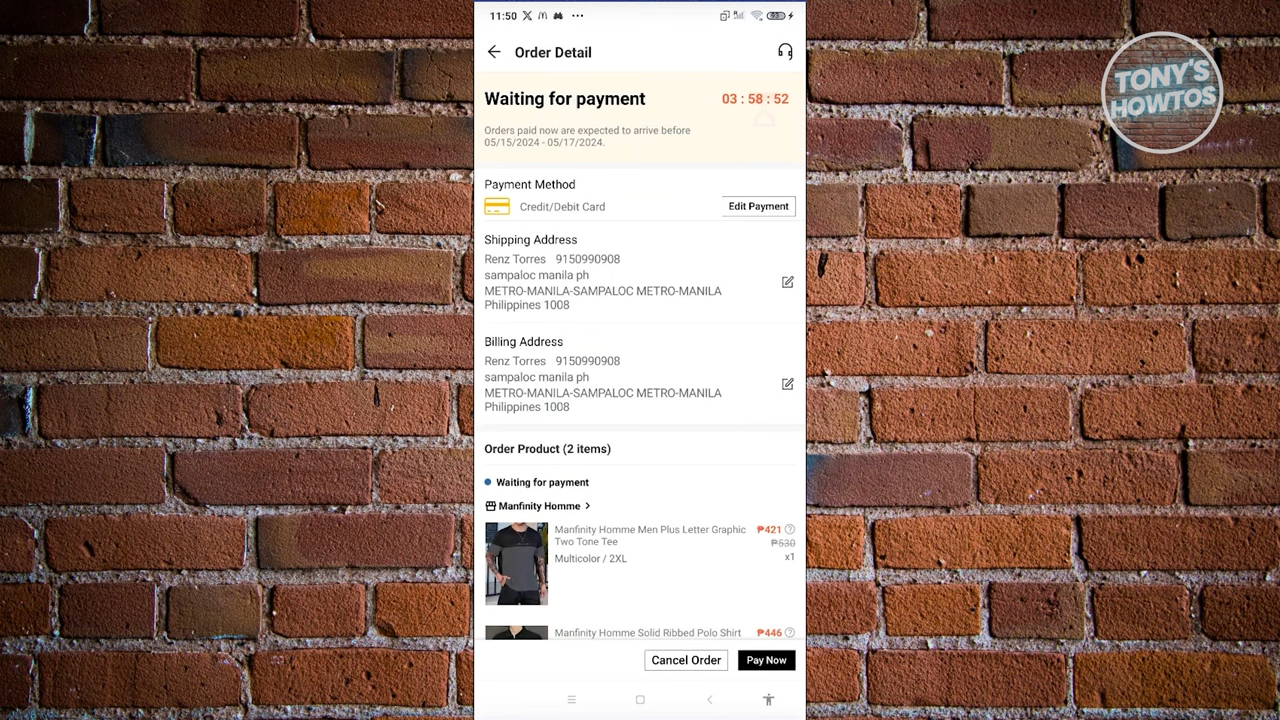 11:50
TONY'S
HOWTOS
Order Detail
Waiting for payment
03 : 58 : 52
Orders paid now are expected to arrive before
05/15/2024 - 05/17/2024.
Payment Method
Credit/Debit Card
Edit Payment
Shipping Address
Renz Torres 9150990908
sampaloc manila ph
METRO-MANILA-SAMPALOC METRO-MANILA
Philippines 1008
Billing Address
Renz Torres 9150990908
sampaloc manila ph
METRO-MANILA-SAMPALOC METRO-MANILA
Philippines 1008
Order Product (2 items)
Waiting for payment
Manfinity Homme >
Manfinity Homme Men Plus Letter Graphic
Two Tone Tee
₱421
₱530
Multicolor / 2XL
x1
Manfinity Homme Solid Ribbed Polo Shirt
₱446
Cancel Order
Pay Now